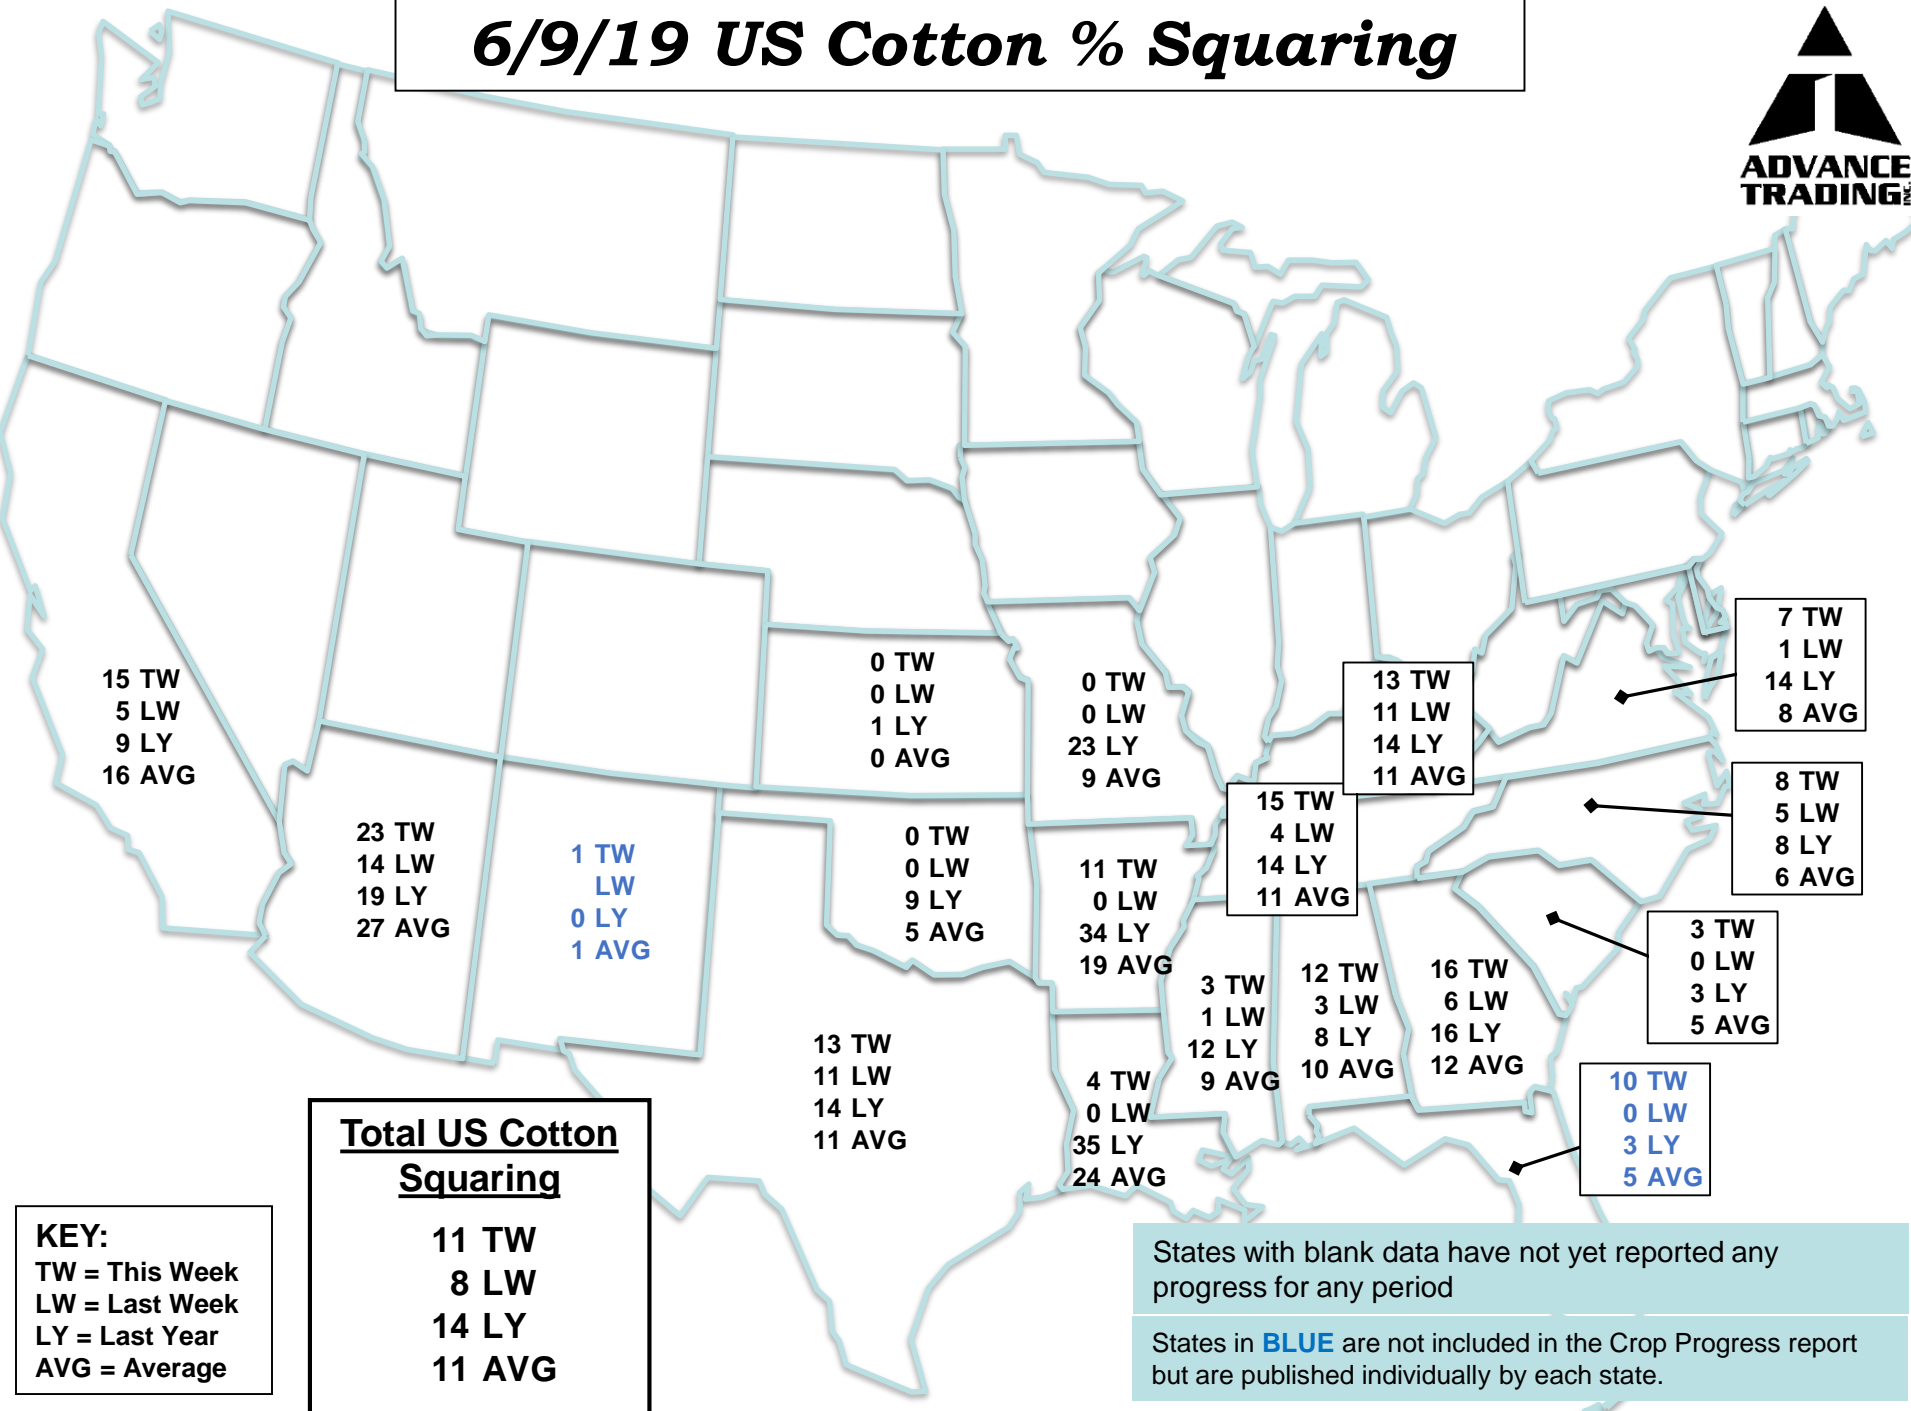 6/9/19 US Cotton % Squaring
ADVANCE
TRADING INC.
7 TW
1 LW
14 LY
8 AVG
15 TW
5 LW
9 LY
16 AVG
0 TW
0 LW
1 LY
0 AVG
0 TW
0 LW
23 LY
9 AVG
13 TW
11 LW
14 LY
11 AVG
8 TW
5 LW
8 LY
6 AVG
15 TW
4 LW
14 LY
11 AVG
23 TW
14 LW
19 LY
27 AVG
1 TW
LW
0 LY
1 AVG
0 TW
0 LW
9 LY
5 AVG
11 TW
0 LW
34 LY
19 AVG
3 TW
0 LW
3 LY
5 AVG
3 TW
1 LW
12 LY
9 AVG
12 TW
3 LW
8 LY
10 AVG
16 TW
6 LW
16 LY
12 AVG
13 TW
11 LW
14 LY
11 AVG
4 TW
0 LW
35 LY
24 AVG
10 TW
0 LW
3 LY
5 AVG
Total US Cotton
Squaring
11 TW
8 LW
14 LY
11 AVG
KEY:
TW = This Week
LW = Last Week
LY = Last Year
AVG = Average
States with blank data have not yet reported any
progress for any period
States in BLUE are not included in the Crop Progress report
but are published individually by each state.